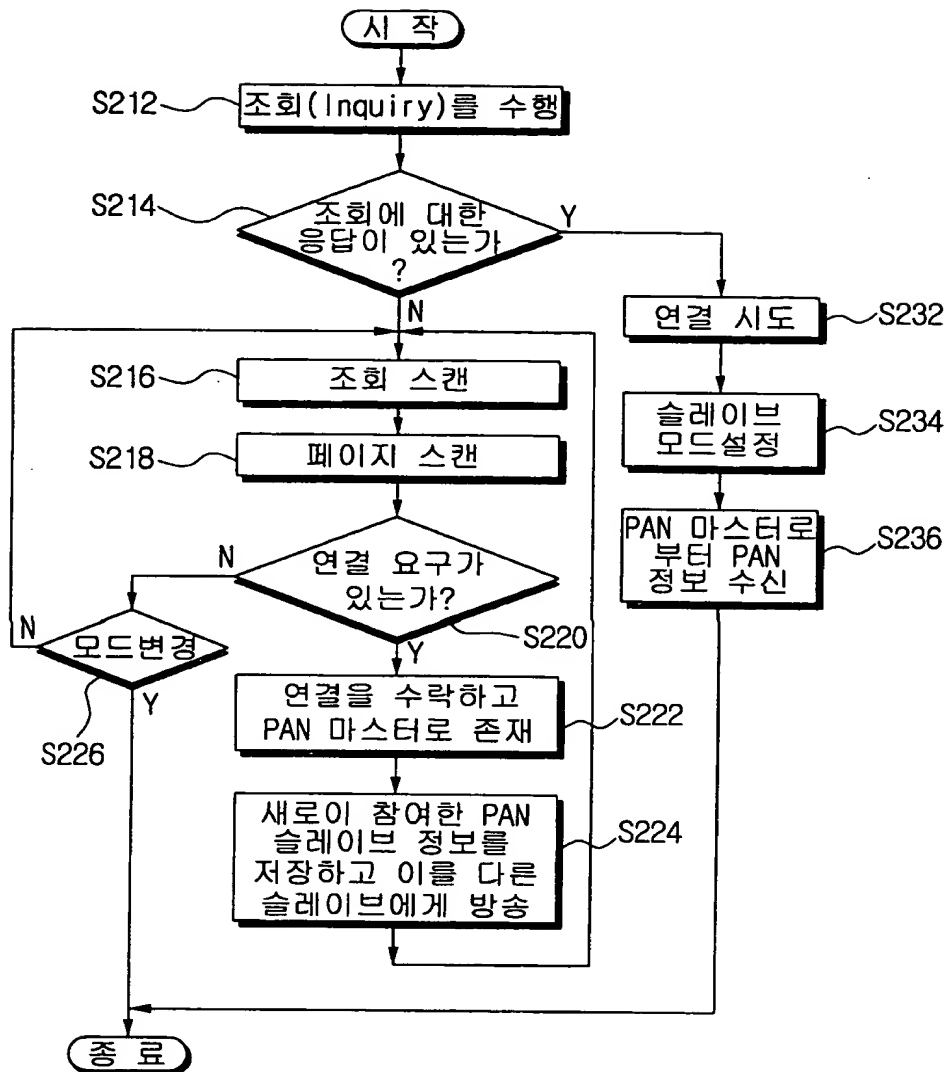 시 작
S212
조회(Inquiry)를 수행
S214
조회에 대한
응답이 있는가
?
Y
N
연결 시도
S232
S216
조회 스캔
슬레이브
모드설정
S234
S218
페이지 스캔
PAN 마스터로
부터 PAN
정보 수신
S236
N
연결 요구가
있는가?
S220
N
모드변경
Y
Y
S226
연결을 수락하고
PAN 마스터로 존재
S222
새로이 참여한 PAN
슬레이브 정보를
저장하고 이를 다른
슬레이브에게 방송
S224
종 료